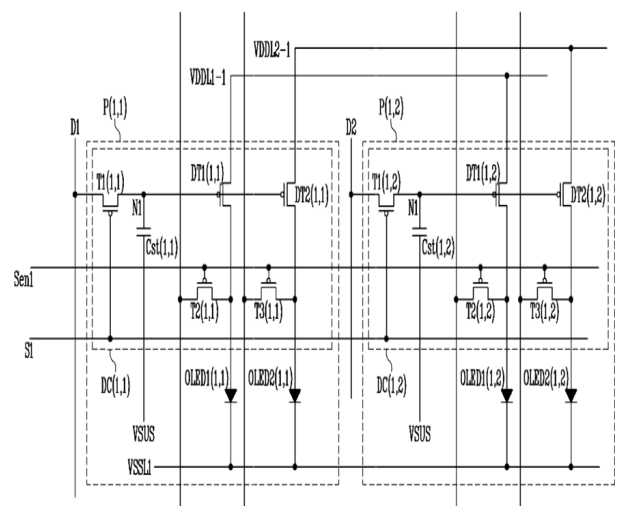 VDDL2-1
VDDL1-1
P(1,1)
P(1,2)
D1
D2
T1(1,1)
DT1(1,1)
DT2(1,1)
T1(1,2)
DT1(1,2)
DT2(1,2)
N1
N1
Cst(1,1)
Cst(1,2)
Sen1
T2(1,1)
T3(1,1)
T2(1,2)
T3(1,2)
S1
DC(1,1)
OLED1(1,1)
OLED2(1,1)
DC(1,2)
OLED1(1,2)
OLED2(1,2)
VSUS
VSUS
VSSL1